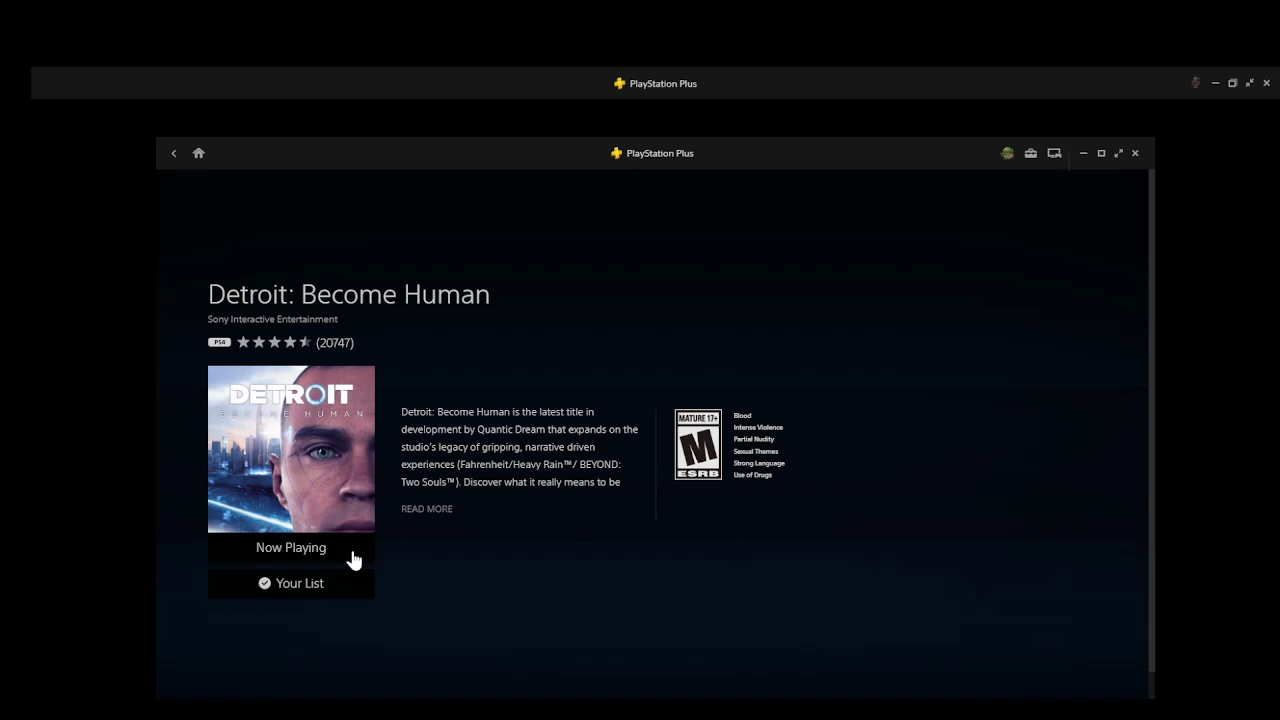 PlayStation Plus
PlayStation Plus
Detroit: Become Human
Sony Interactive Entertainment
PS4 (20747)
DETROIT
BECOME HUMAN
Now Playing
Your List
Detroit: Become Human is the latest title in
development by Quantic Dream that expands on the
studio's legacy of gripping, narrative driven
experiences (Fahrenheit/Heavy Rain™/ BEYOND:
Two Souls™). Discover what it really means to be
READ MORE
MATURE 17+
M
ESRB
Blood
Intense Violence
Partial Nudity
Sexual Themes
Strong Language
Use of Drugs